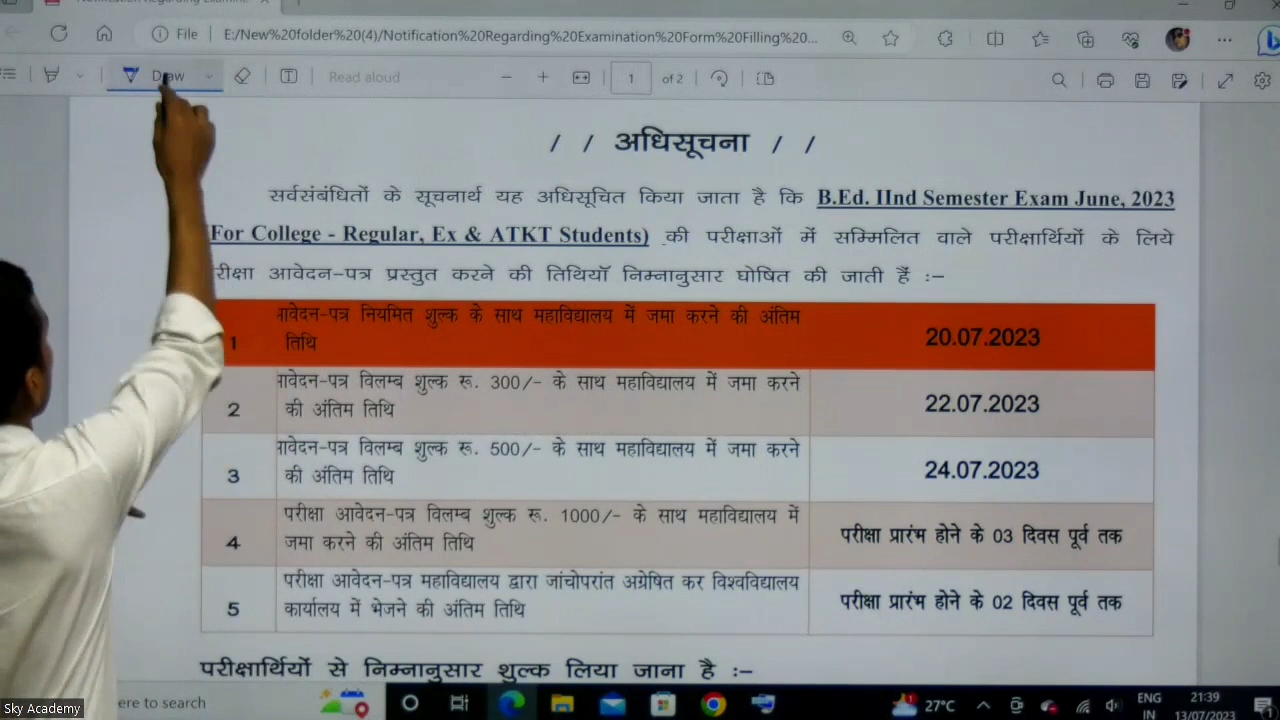 File E:/New%20folder%20(4)/Notification%20Regarding%20Examination%20Form%20Filling%20...
Draw Read aloud 1 of 2
/ / अधिसूचना / /
सर्वसंबंधितों के सूचनार्थ यह अधिसूचित किया जाता है कि B.Ed. IInd Semester Exam June, 2023
For College - Regular, Ex & ATKT Students) की परीक्षाओं में सम्मिलित वाले परीक्षार्थियों के लिये
रीक्षा आवेदन-पत्र प्रस्तुत करने की तिथियॉ निम्नानुसार घोषित की जाती हैं :-
1 ावेदन-पत्र नियमित शुल्क के साथ महाविद्यालय में जमा करने की अंतिम
तिथि 20.07.2023
2 ावेदन-पत्र विलम्ब शुल्क रू. 300/- के साथ महाविद्यालय में जमा करने
की अंतिम तिथि 22.07.2023
3 ावेदन-पत्र विलम्ब शुल्क रू. 500/- के साथ महाविद्यालय में जमा करने
की अंतिम तिथि 24.07.2023
4 परीक्षा आवेदन-पत्र विलम्ब शुल्क रू. 1000/- के साथ महाविद्यालय में
जमा करने की अंतिम तिथि परीक्षा प्रारंभ होने के 03 दिवस पूर्व तक
5 परीक्षा आवेदन-पत्र महाविद्यालय द्वारा जांचोपरांत अग्रेषित कर विश्वविद्यालय
कार्यालय में भेजने की अंतिम तिथि परीक्षा प्रारंभ होने के 02 दिवस पूर्व तक
परीक्षार्थियों से निम्नानुसार शुल्क लिया जाना है :-
Sky Academy
ere to search 27°C ENG 21:39
IN 13/07/2023